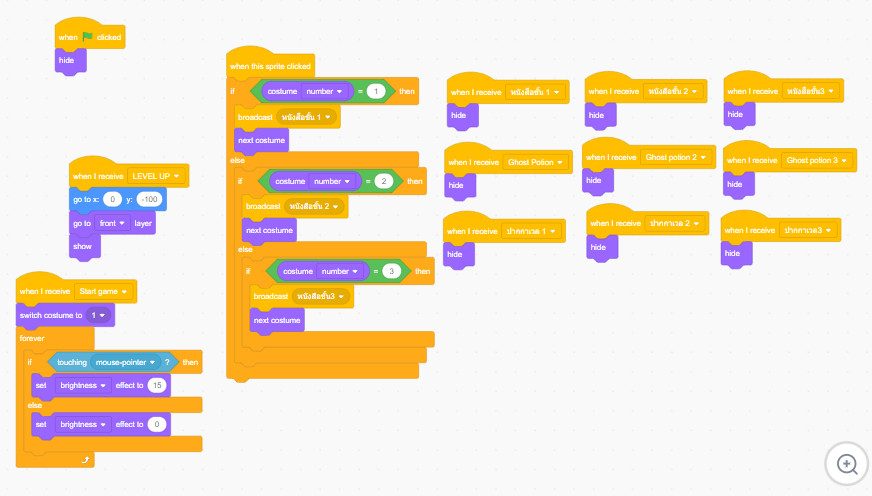 when clicked
hide
when I receive LEVEL UP
go to x: 0 y: -100
go to front layer
show
when I receive Start game
switch costume to 1
forever
if touching mouse-pointer ? then
set brightness effect to 15
else
set brightness effect to 0
when this sprite clicked
if costume number = 1 then
broadcast หนังสือชั้น 1
next costume
else
if costume number = 2 then
broadcast หนังสือชั้น 2
next costume
else
if costume number = 3 then
broadcast หนังสือชั้น3
next costume
when I receive หนังสือชั้น 1
hide
when I receive หนังสือชั้น 2
hide
when I receive หนังสือชั้น3
hide
when I receive Ghost Potion
hide
when I receive Ghost potion 2
hide
when I receive Ghost potion 3
hide
when I receive ปากกาเวล 1
hide
when I receive ปากกาเวล 2
hide
when I receive ปากกาเวล3
hide